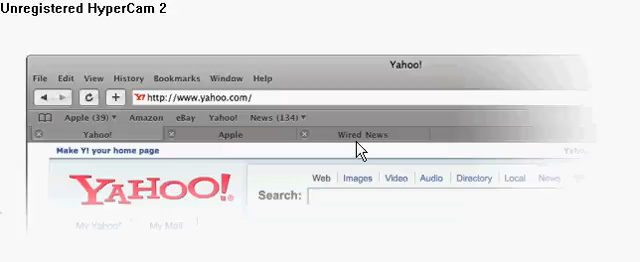 Unregistered HyperCam 2
Yahoo!
File Edit View History Bookmarks Window Help
Y! http://www.yahoo.com/
Apple (39) Amazon eBay Yahoo! News (134)
Yahoo! Apple Wired News
Make Y! your home page Yahoo
YAHOO!
Web Images Video Audio Directory Local News
Search:
My Yahoo! My Mail